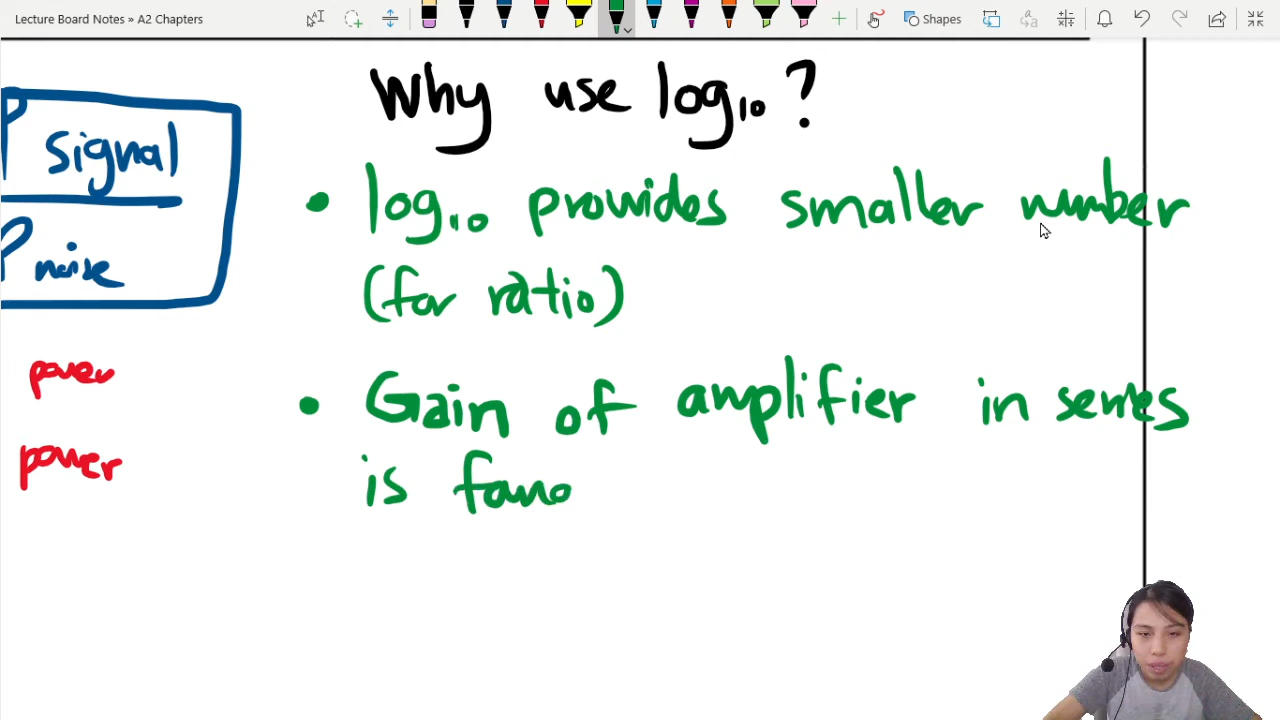 Lecture Board Notes » A2 Chapters
Shapes
Why use log10?
signal
noise
• log10 provides smaller number
(for ratio)
power
power
• Gain of amplifier in series
is